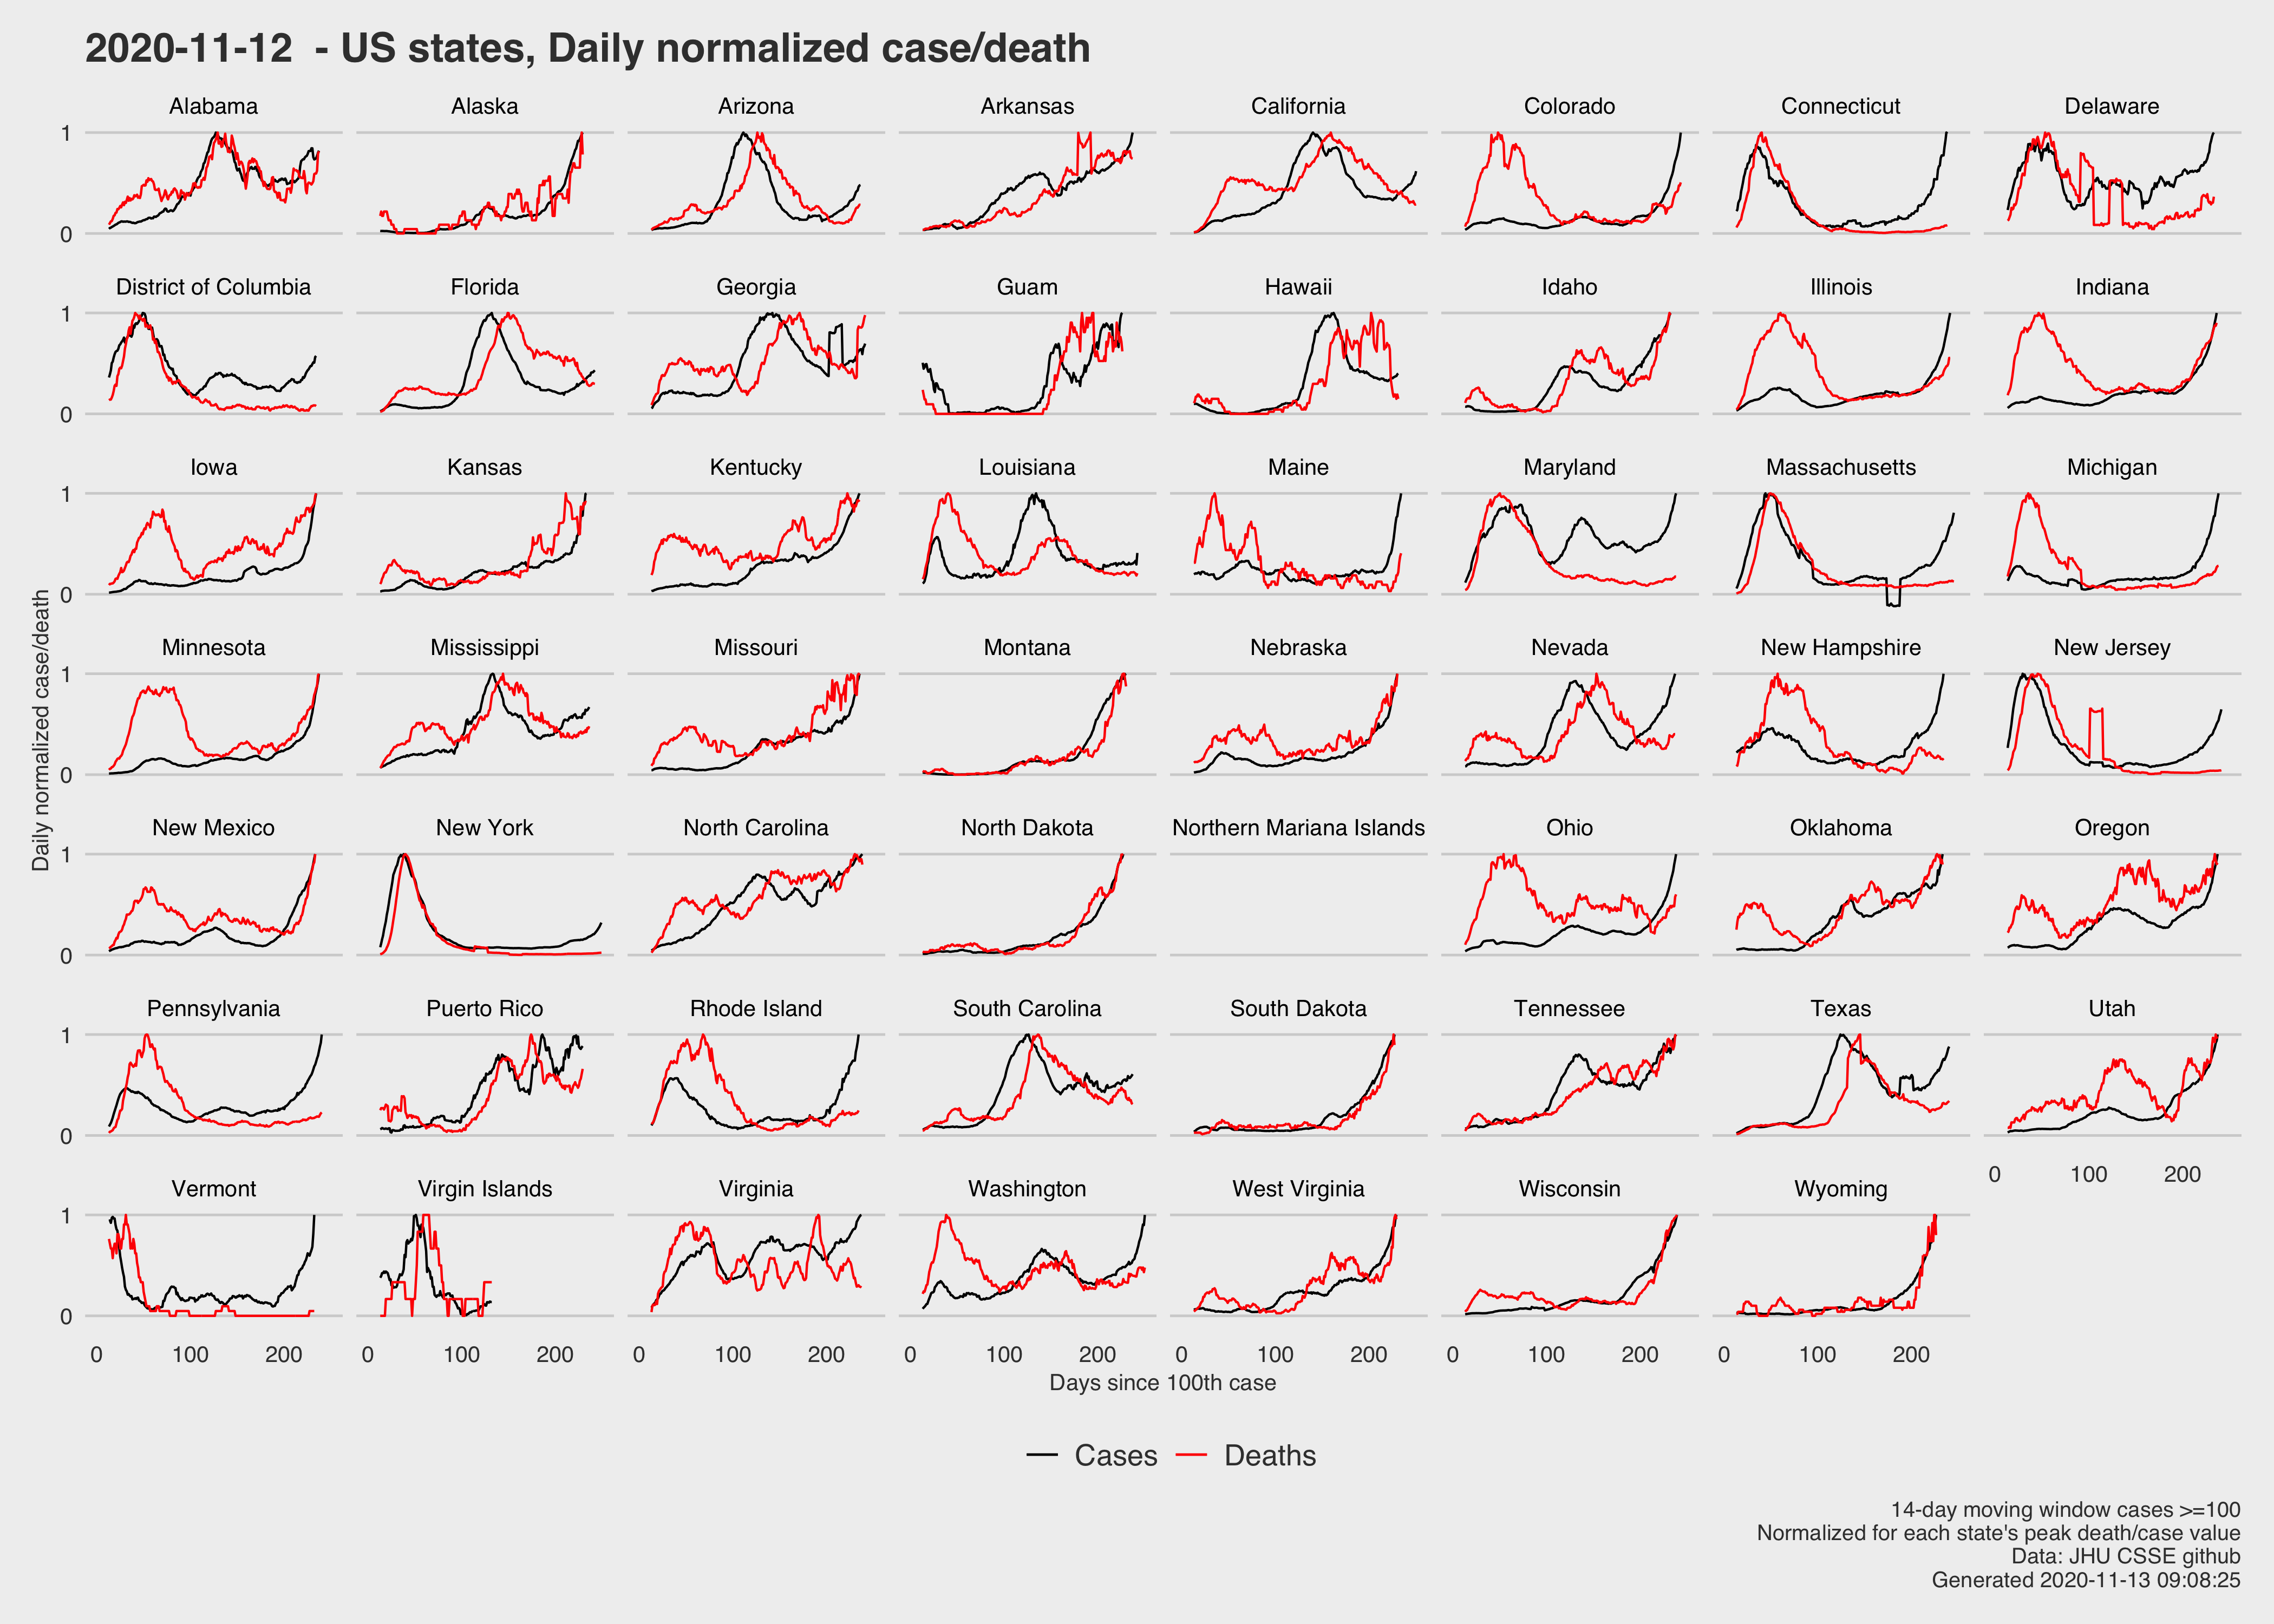 2020-11-12  - US states, Daily normalized case/death
Alabama Alaska Arizona Arkansas California Colorado Connecticut Delaware
1
0
District of Columbia Florida Georgia Guam Hawaii Idaho Illinois Indiana
1
0
Iowa Kansas Kentucky Louisiana Maine Maryland Massachusetts Michigan
1
0
Daily normalized case/death
Minnesota Mississippi Missouri Montana Nebraska Nevada New Hampshire New Jersey
1
0
New Mexico New York North Carolina North Dakota Northern Mariana Islands Ohio Oklahoma Oregon
1
0
Pennsylvania Puerto Rico Rhode Island South Carolina South Dakota Tennessee Texas Utah
1
0
0 100 200
Vermont Virgin Islands Virginia Washington West Virginia Wisconsin Wyoming
1
0
0 100 200 0 100 200 0 100 200 0 100 200 0 100 200 0 100 200 0 100 200
Days since 100th case
Cases Deaths
14-day moving window cases >=100
Normalized for each state's peak death/case value
Data: JHU CSSE github
Generated 2020-11-13 09:08:25